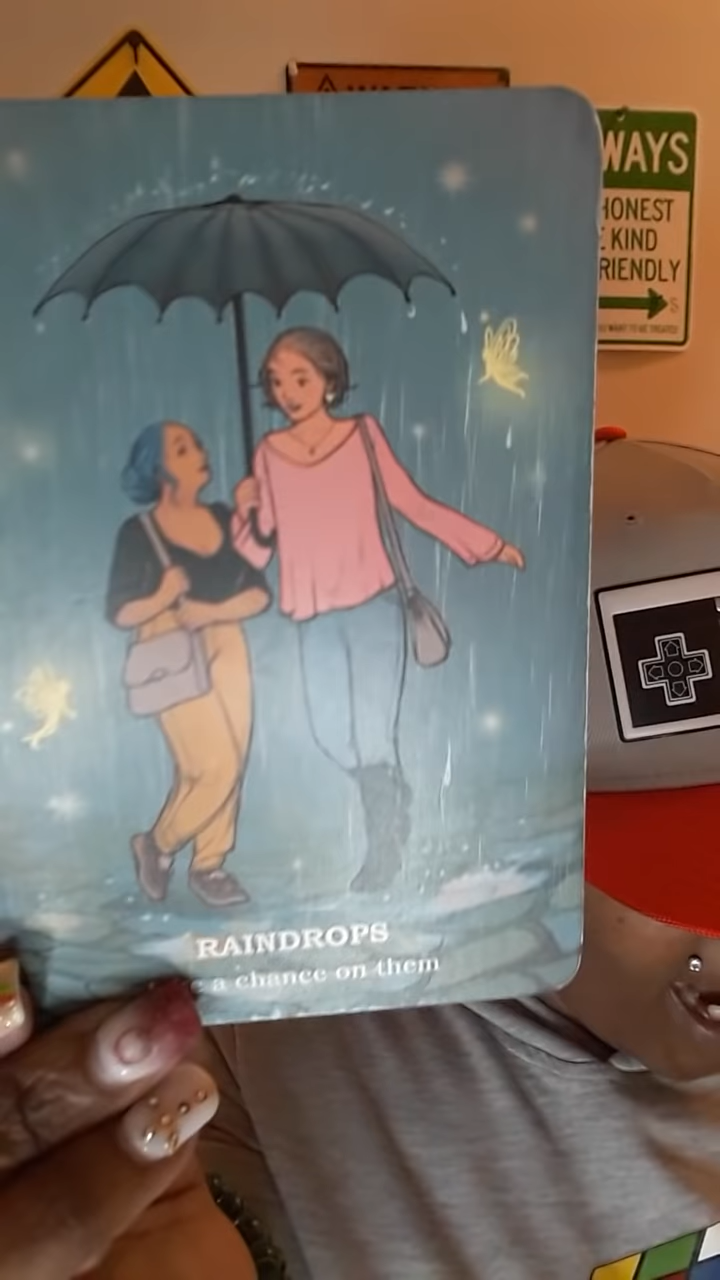 WAYS
HONEST
KIND
RIENDLY
RAINDROPS
e a chance on them